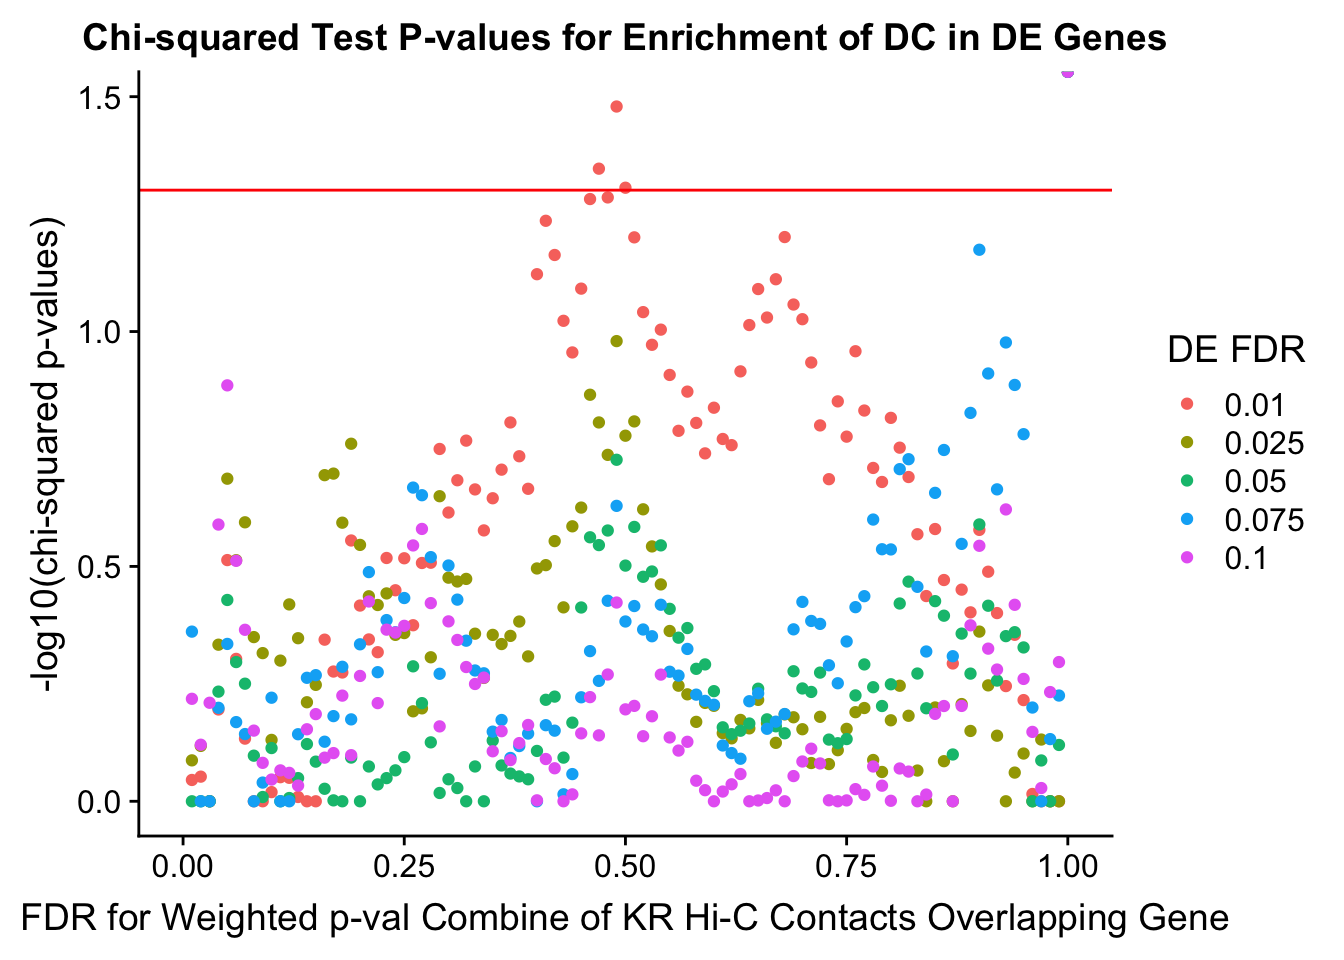 Chi-squared Test P-values for Enrichment of DC in DE Genes
-log10(chi-squared p-values)
1.5
1.0
0.5
0.0
0.00 0.25 0.50 0.75 1.00
FDR for Weighted p-val Combine of KR Hi-C Contacts Overlapping Gene
DE FDR
0.01
0.025
0.05
0.075
0.1